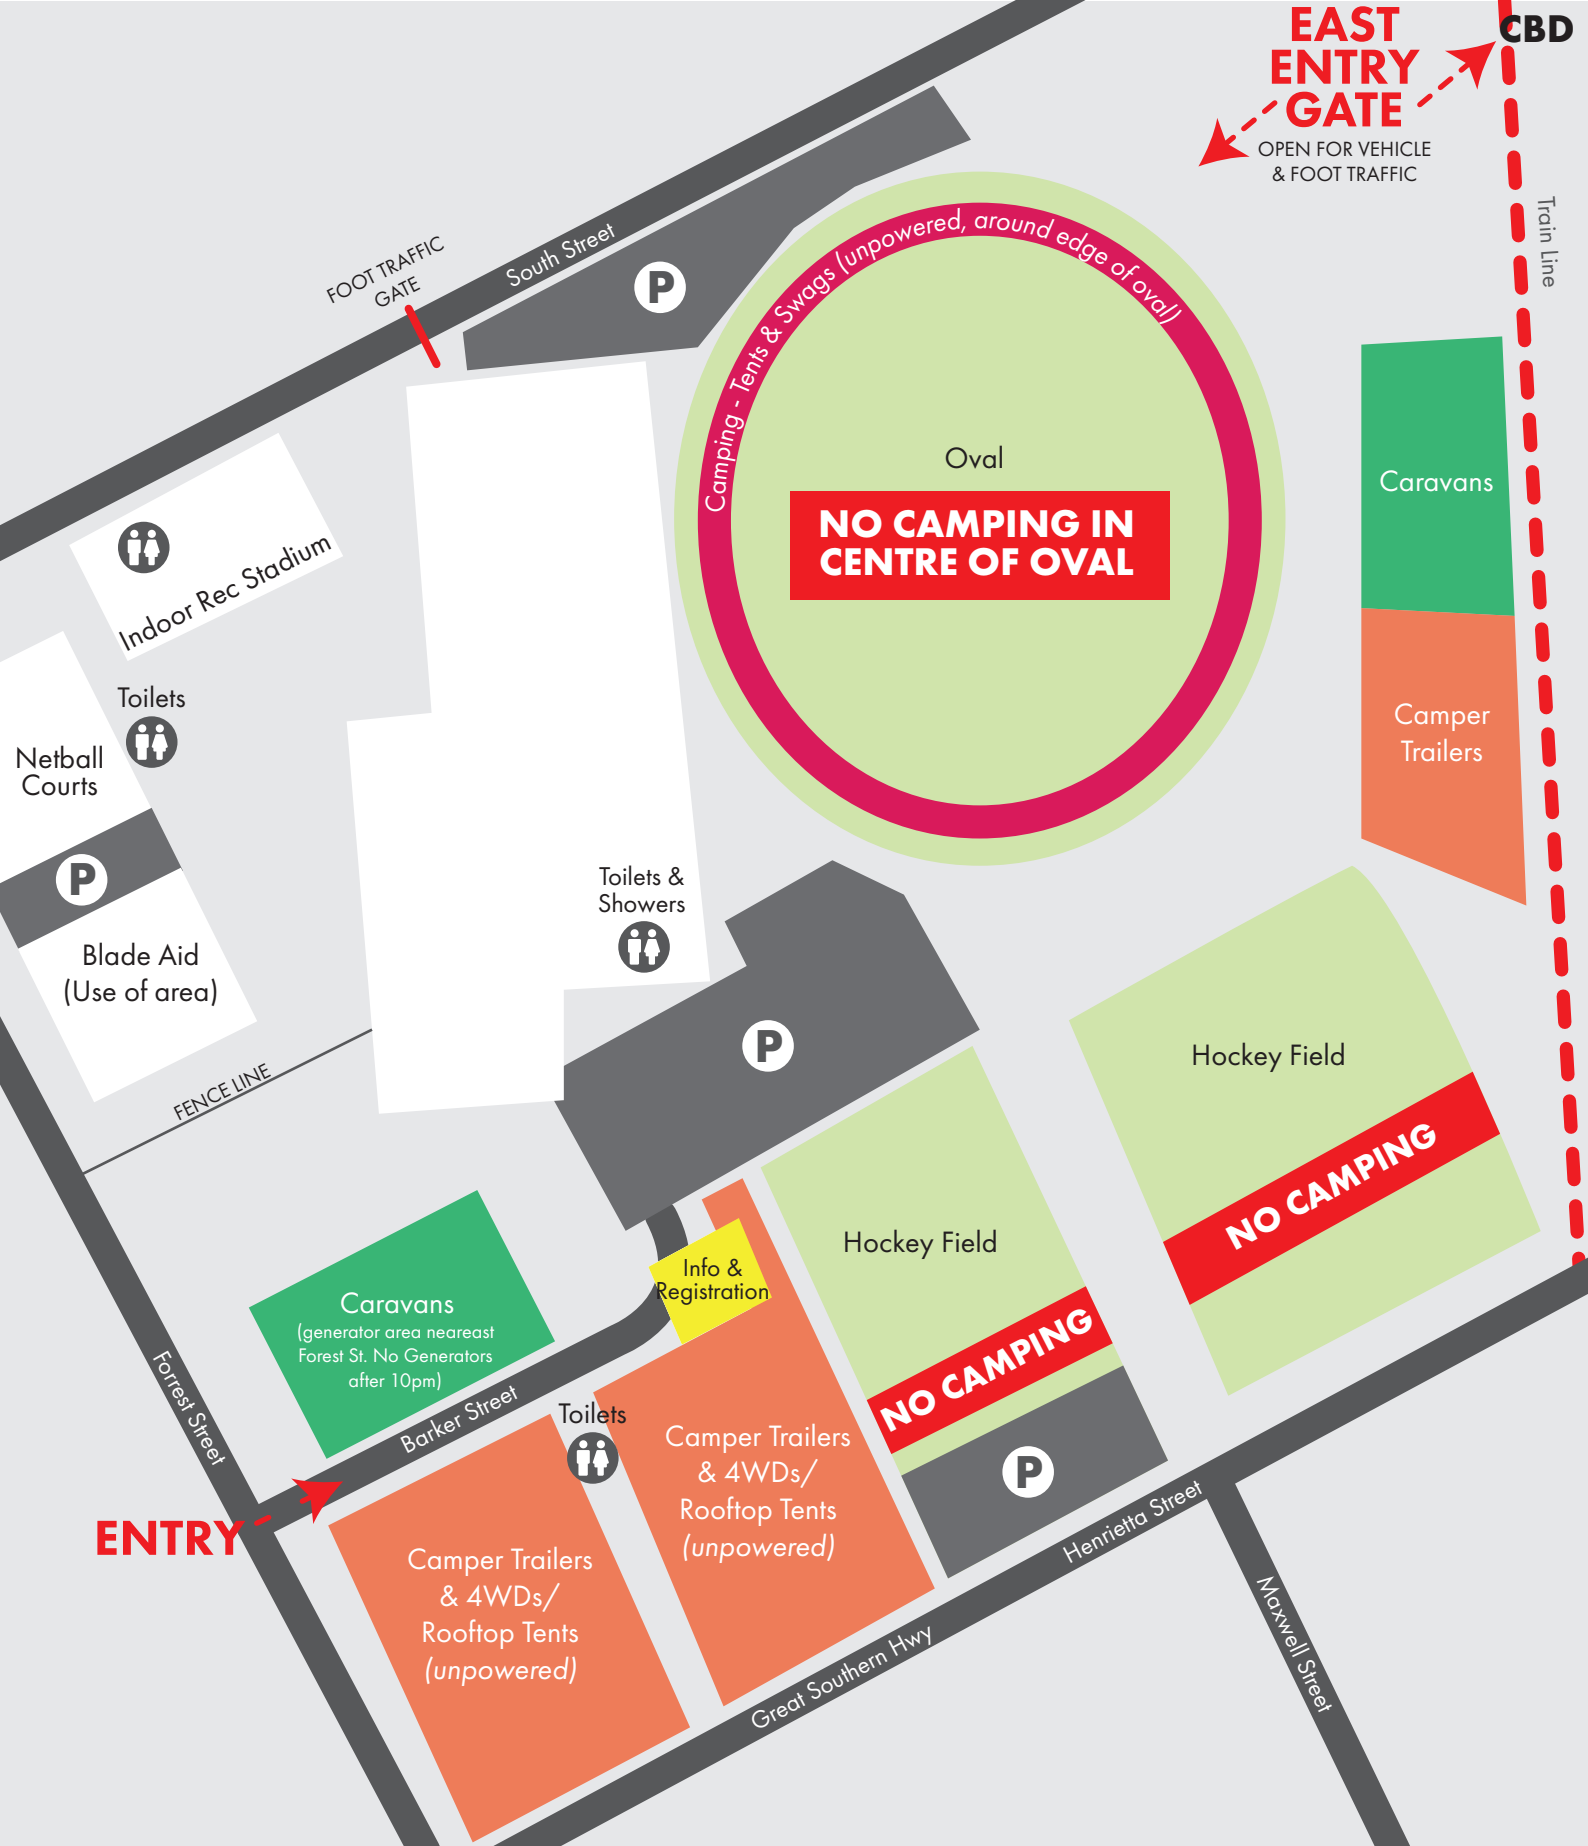 CBD
EAST
ENTRY
GATE
OPEN FOR VEHICLE
& FOOT TRAFFIC
Train Line
FOOT TRAFFIC
GATE
South Street
P
Camping - Tents & Swags (unpowered, around edge of oval)
Oval
NO CAMPING IN
CENTRE OF OVAL
Caravans
Camper
Trailers
Indoor Rec Stadium
Toilets
Netball
Courts
P
Blade Aid
(Use of area)
Toilets &
Showers
P
FENCE LINE
Hockey Field
NO CAMPING
Hockey Field
NO CAMPING
P
Info &
Registration
Caravans
(generator area neareast
Forest St. No Generators
after 10pm)
Forrest Street
Barker Street
Toilets
ENTRY
Camper Trailers
& 4WDs/
Rooftop Tents
(unpowered)
Camper Trailers
& 4WDs/
Rooftop Tents
(unpowered)
Henrietta Street
Great Southern Hwy
Maxwell Street